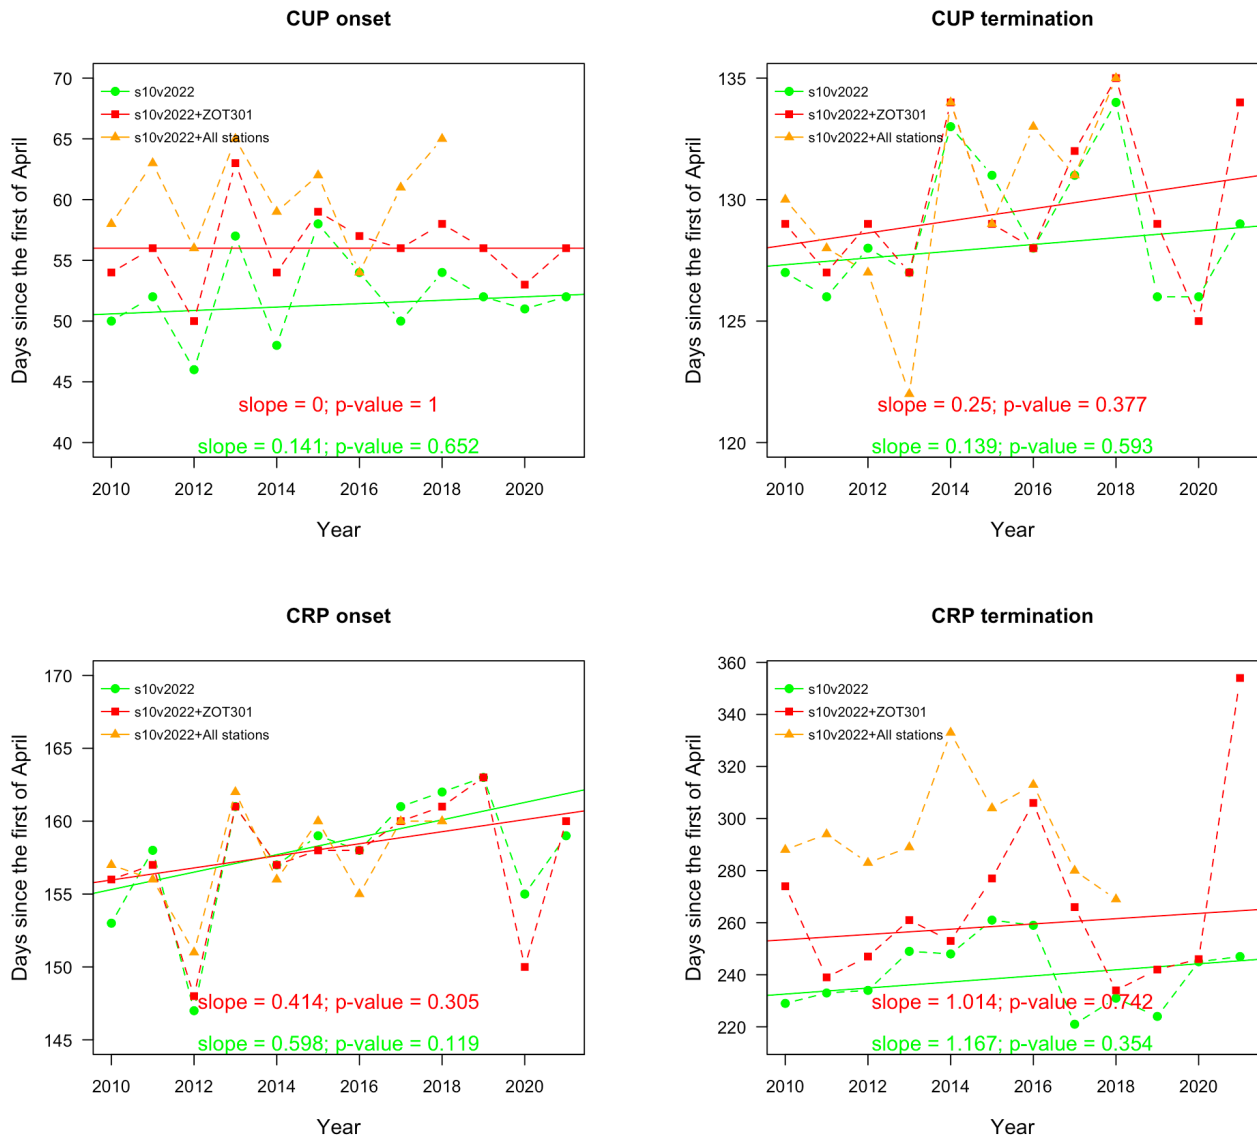 CUP onset
70
65
60
55
50
45
40
Days since the first of April
s10v2022
s10v2022+ZOT301
s10v2022+All stations
slope = 0; p-value = 1
slope = 0.141; p-value = 0.652
2010 2012 2014 2016 2018 2020
Year
CUP termination
135
130
125
120
Days since the first of April
s10v2022
s10v2022+ZOT301
s10v2022+All stations
slope = 0.25; p-value = 0.377
slope = 0.139; p-value = 0.593
2010 2012 2014 2016 2018 2020
Year
CRP onset
170
165
160
155
150
145
Days since the first of April
s10v2022
s10v2022+ZOT301
s10v2022+All stations
slope = 0.414; p-value = 0.305
slope = 0.598; p-value = 0.119
2010 2012 2014 2016 2018 2020
Year
CRP termination
360
340
320
300
280
260
240
220
Days since the first of April
s10v2022
s10v2022+ZOT301
s10v2022+All stations
slope = 1.014; p-value = 0.742
slope = 1.167; p-value = 0.354
2010 2012 2014 2016 2018 2020
Year